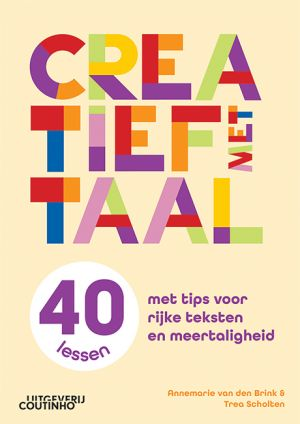 CREA
TIEF MET
TAAL
40
lessen
met tips voor
rijke teksten
en meertaligheid
Annemarie van den Brink &
Trea Scholten
UITGEVERIJ
COUTINHO